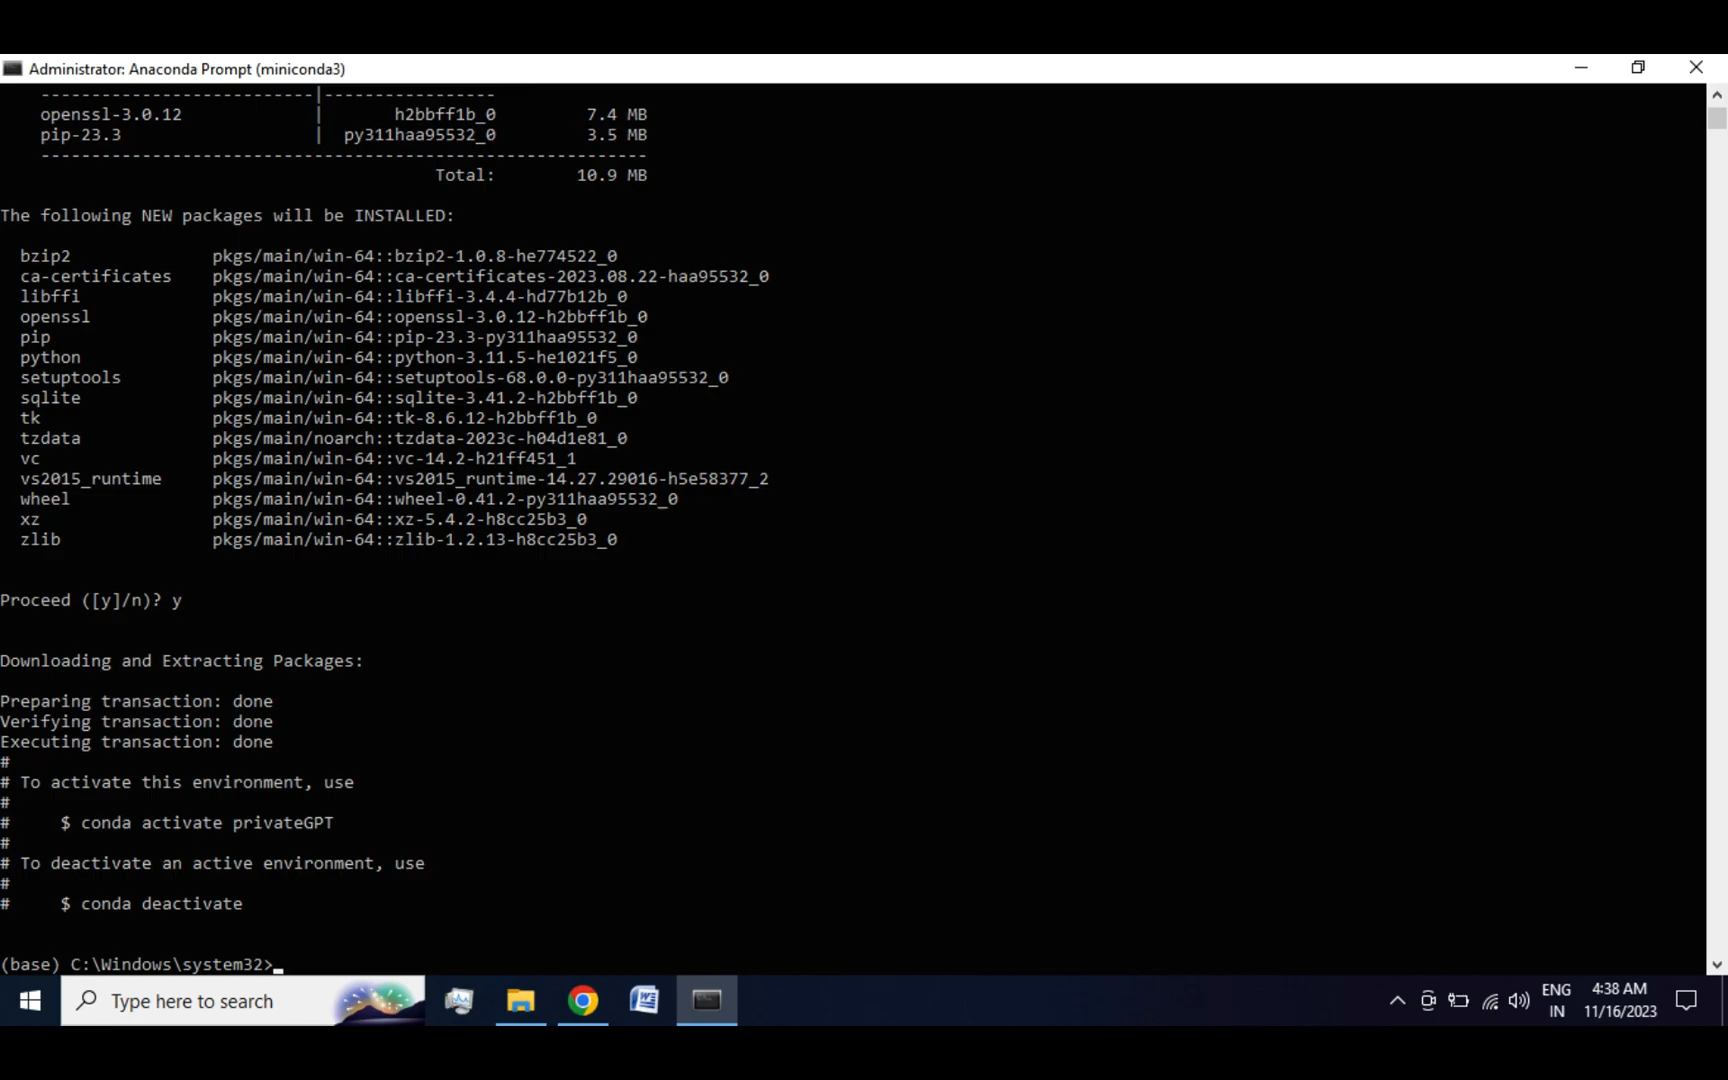 Administrator: Anaconda Prompt (miniconda3)
---------------------------|-----------------
openssl-3.0.12 | h2bbff1b_0 7.4 MB
pip-23.3 | py311haa95532_0 3.5 MB
------------------------------------------------------------
Total: 10.9 MB
The following NEW packages will be INSTALLED:
bzip2 pkgs/main/win-64::bzip2-1.0.8-he774522_0
ca-certificates pkgs/main/win-64::ca-certificates-2023.08.22-haa95532_0
libffi pkgs/main/win-64::libffi-3.4.4-hd77b12b_0
openssl pkgs/main/win-64::openssl-3.0.12-h2bbff1b_0
pip pkgs/main/win-64::pip-23.3-py311haa95532_0
python pkgs/main/win-64::python-3.11.5-he1021f5_0
setuptools pkgs/main/win-64::setuptools-68.0.0-py311haa95532_0
sqlite pkgs/main/win-64::sqlite-3.41.2-h2bbff1b_0
tk pkgs/main/win-64::tk-8.6.12-h2bbff1b_0
tzdata pkgs/main/noarch::tzdata-2023c-h04d1e81_0
vc pkgs/main/win-64::vc-14.2-h21ff451_1
vs2015_runtime pkgs/main/win-64::vs2015_runtime-14.27.29016-h5e58377_2
wheel pkgs/main/win-64::wheel-0.41.2-py311haa95532_0
xz pkgs/main/win-64::xz-5.4.2-h8cc25b3_0
zlib pkgs/main/win-64::zlib-1.2.13-h8cc25b3_0
Proceed ([y]/n)? y
Downloading and Extracting Packages:
Preparing transaction: done
Verifying transaction: done
Executing transaction: done
#
# To activate this environment, use
#
# $ conda activate privateGPT
#
# To deactivate an active environment, use
#
# $ conda deactivate
(base) C:\Windows\system32>
Type here to search
ENG
IN
4:38 AM
11/16/2023